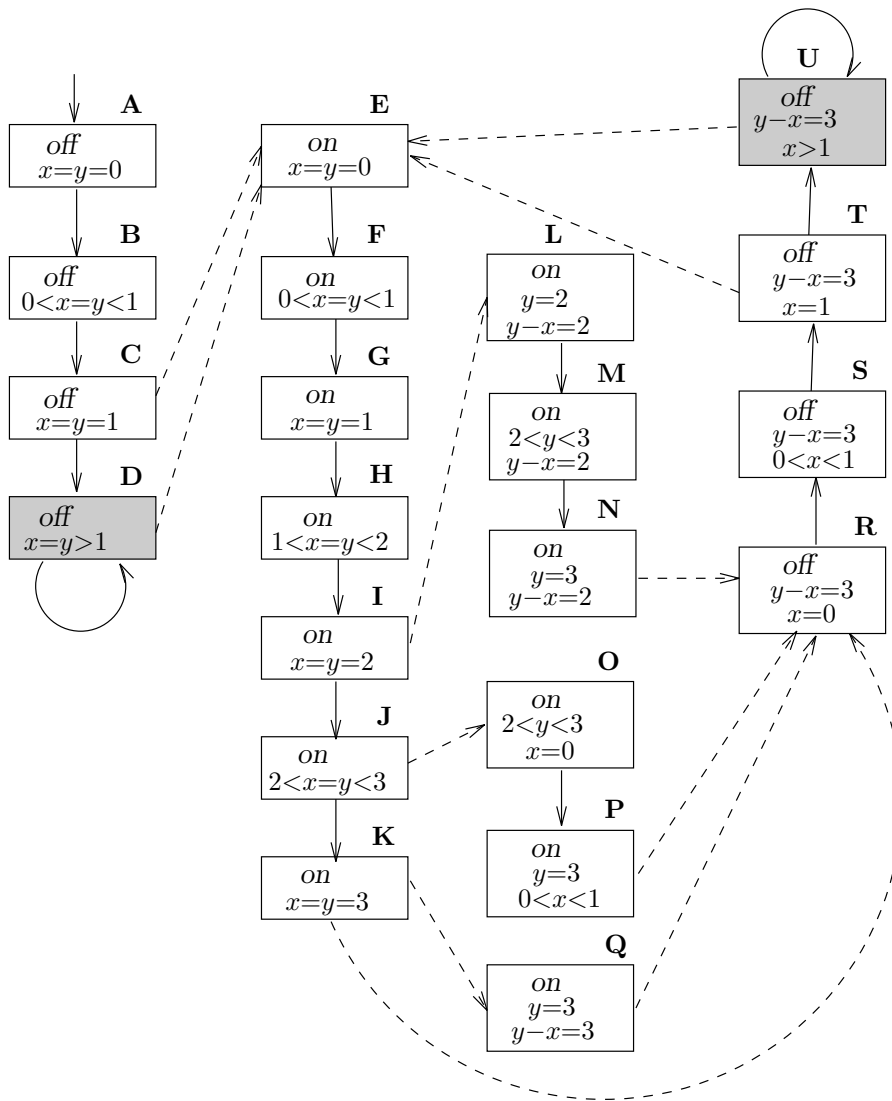 A
off
x=y=0
B
off
0<x=y<1
C
off
x=y=1
D
off
x=y>1
E
on
x=y=0
F
on
0<x=y<1
G
on
x=y=1
H
on
1<x=y<2
I
on
x=y=2
J
on
2<x=y<3
K
on
x=y=3
L
on
y=2
y−x=2
M
on
2<y<3
y−x=2
N
on
y=3
y−x=2
O
on
2<y<3
x=0
P
on
y=3
0<x<1
Q
on
y=3
y−x=3
U
off
y−x=3
x>1
T
off
y−x=3
x=1
S
off
y−x=3
0<x<1
R
off
y−x=3
x=0